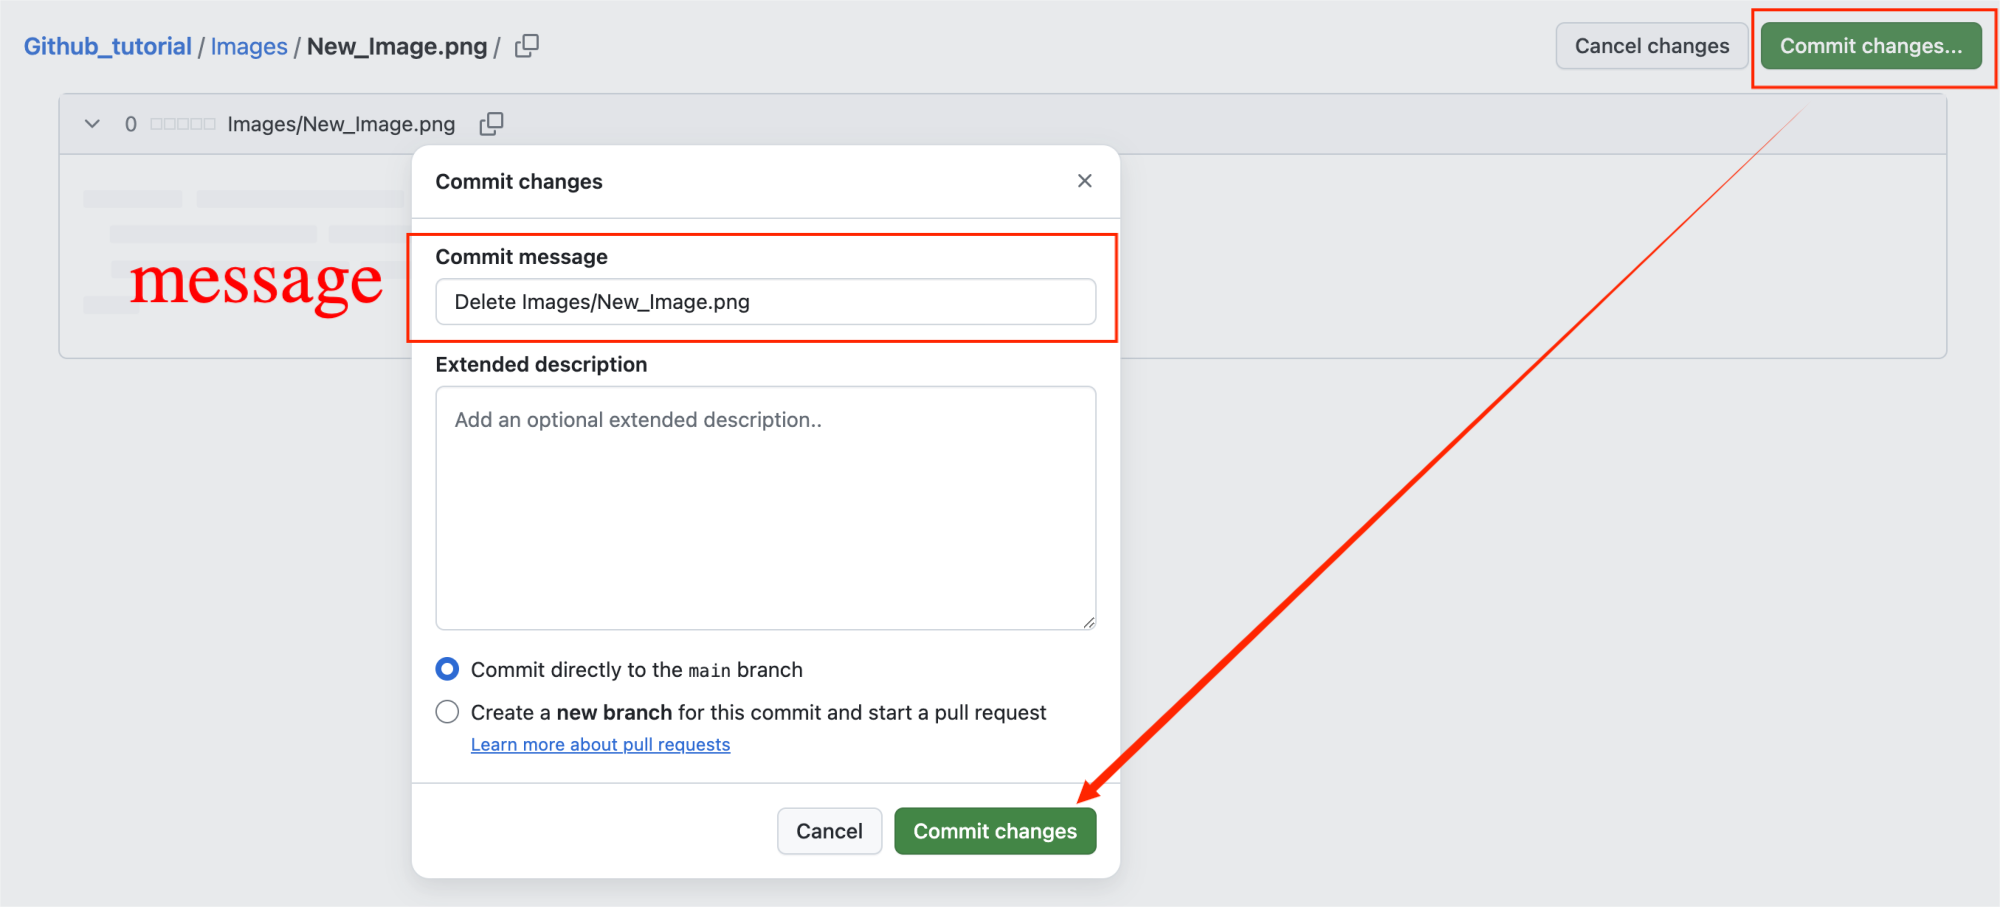 Github_tutorial / Images / New_Image.png /
Cancel changes
Commit changes...
0 Images/New_Image.png
Commit changes
message
Commit message
Delete Images/New_Image.png
Extended description
Add an optional extended description..
Commit directly to the main branch
Create a new branch for this commit and start a pull request
Learn more about pull requests
Cancel
Commit changes